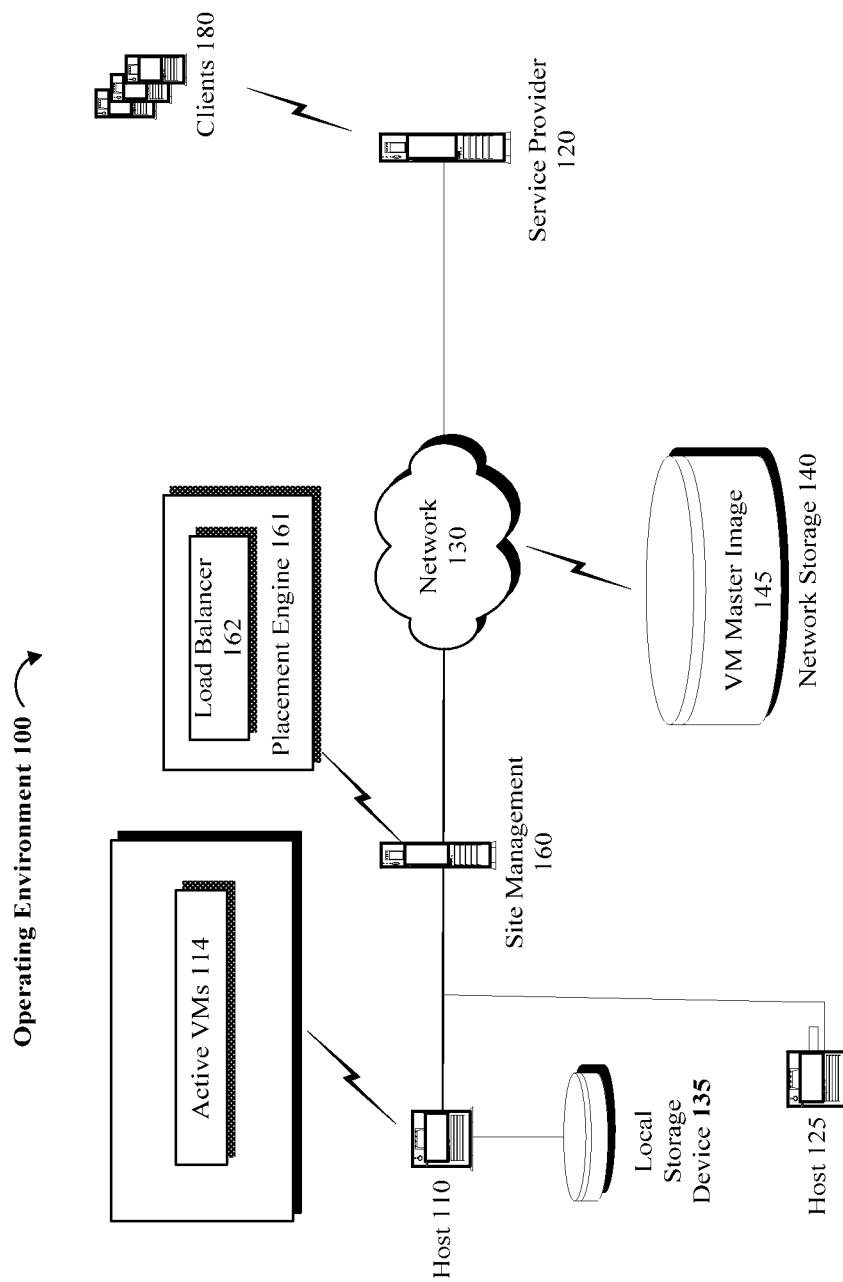 Operating Environment 100
Active VMs 114
Load Balancer
162
Placement Engine 161
Clients 180
Host 110
Site Management
160
Network
130
Service Provider
120
Local
Storage
Device 135
VM Master Image
145
Network Storage 140
Host 125